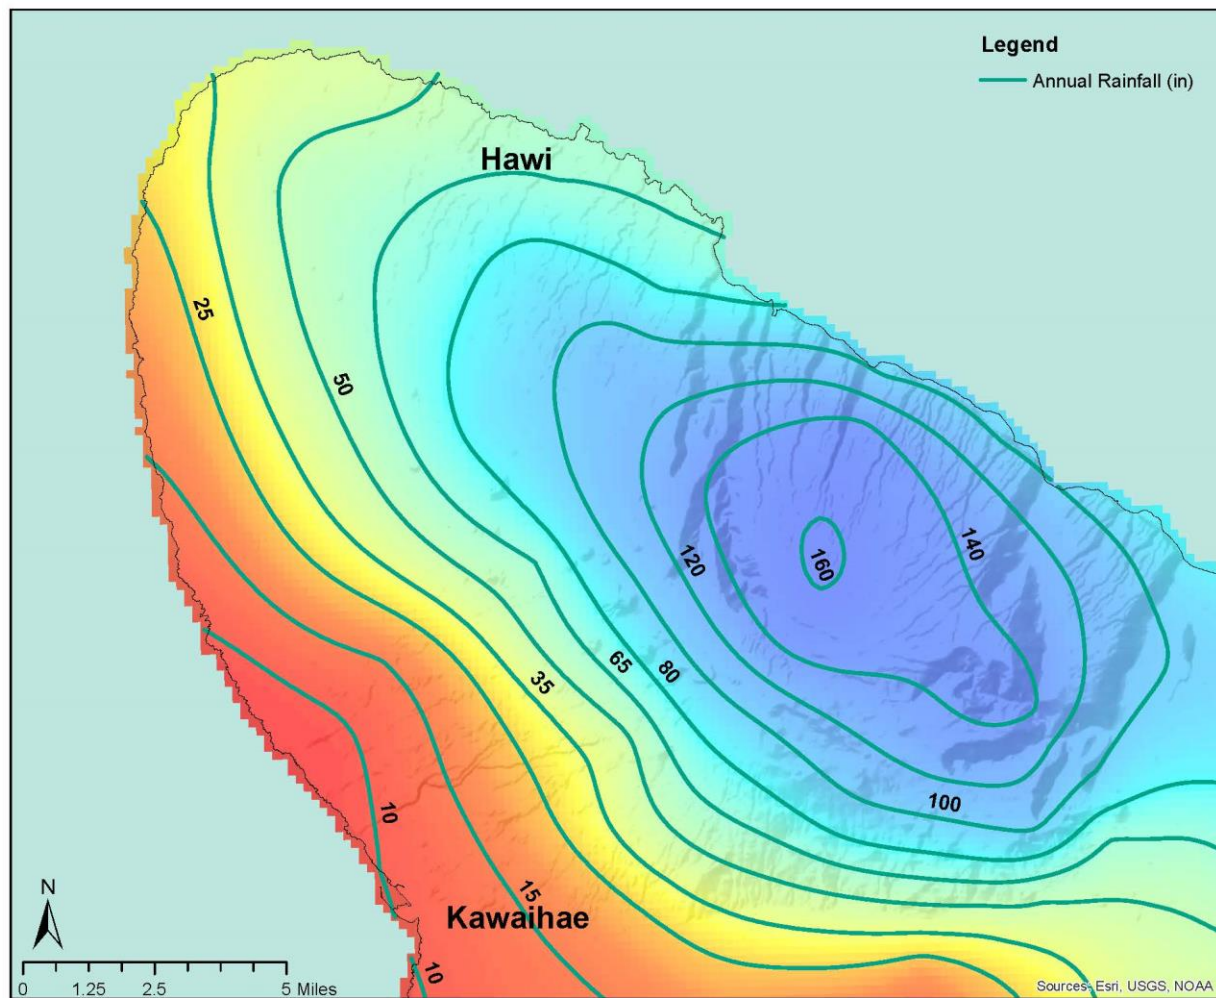 Legend
Annual Rainfall (in)
Hawi
25
50
140
160
120
65
80
35
100
10
15
Kawaihae
10
N
0 1.25 2.5 5 Miles
Sources: Esri, USGS, NOAA